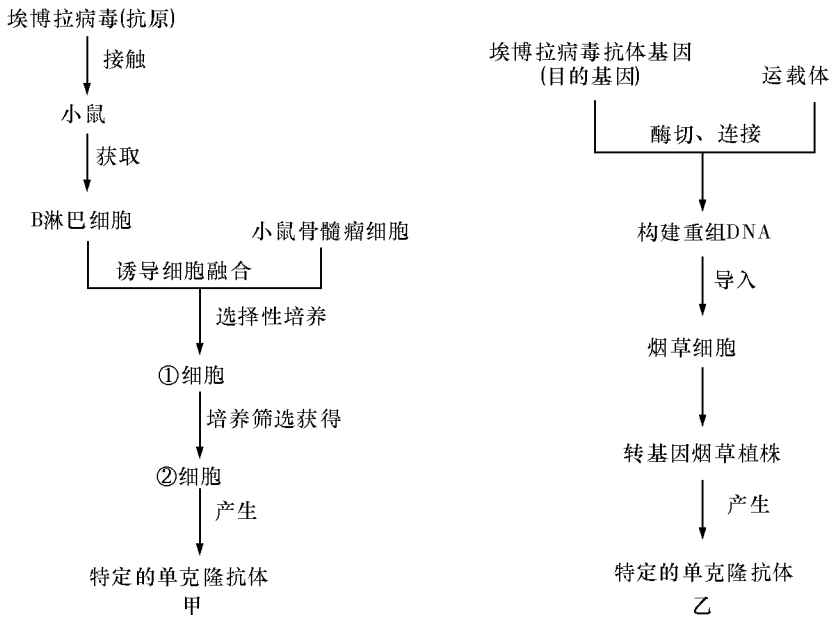 埃博拉病毒(抗原)
接触
小鼠
获取
B淋巴细胞
小鼠骨髓瘤细胞
诱导细胞融合
选择性培养
①细胞
培养筛选获得
②细胞
产生
特定的单克隆抗体
甲
埃博拉病毒抗体基因
(目的基因)
运载体
酶切、连接
构建重组DNA
导入
烟草细胞
转基因烟草植株
产生
特定的单克隆抗体
乙